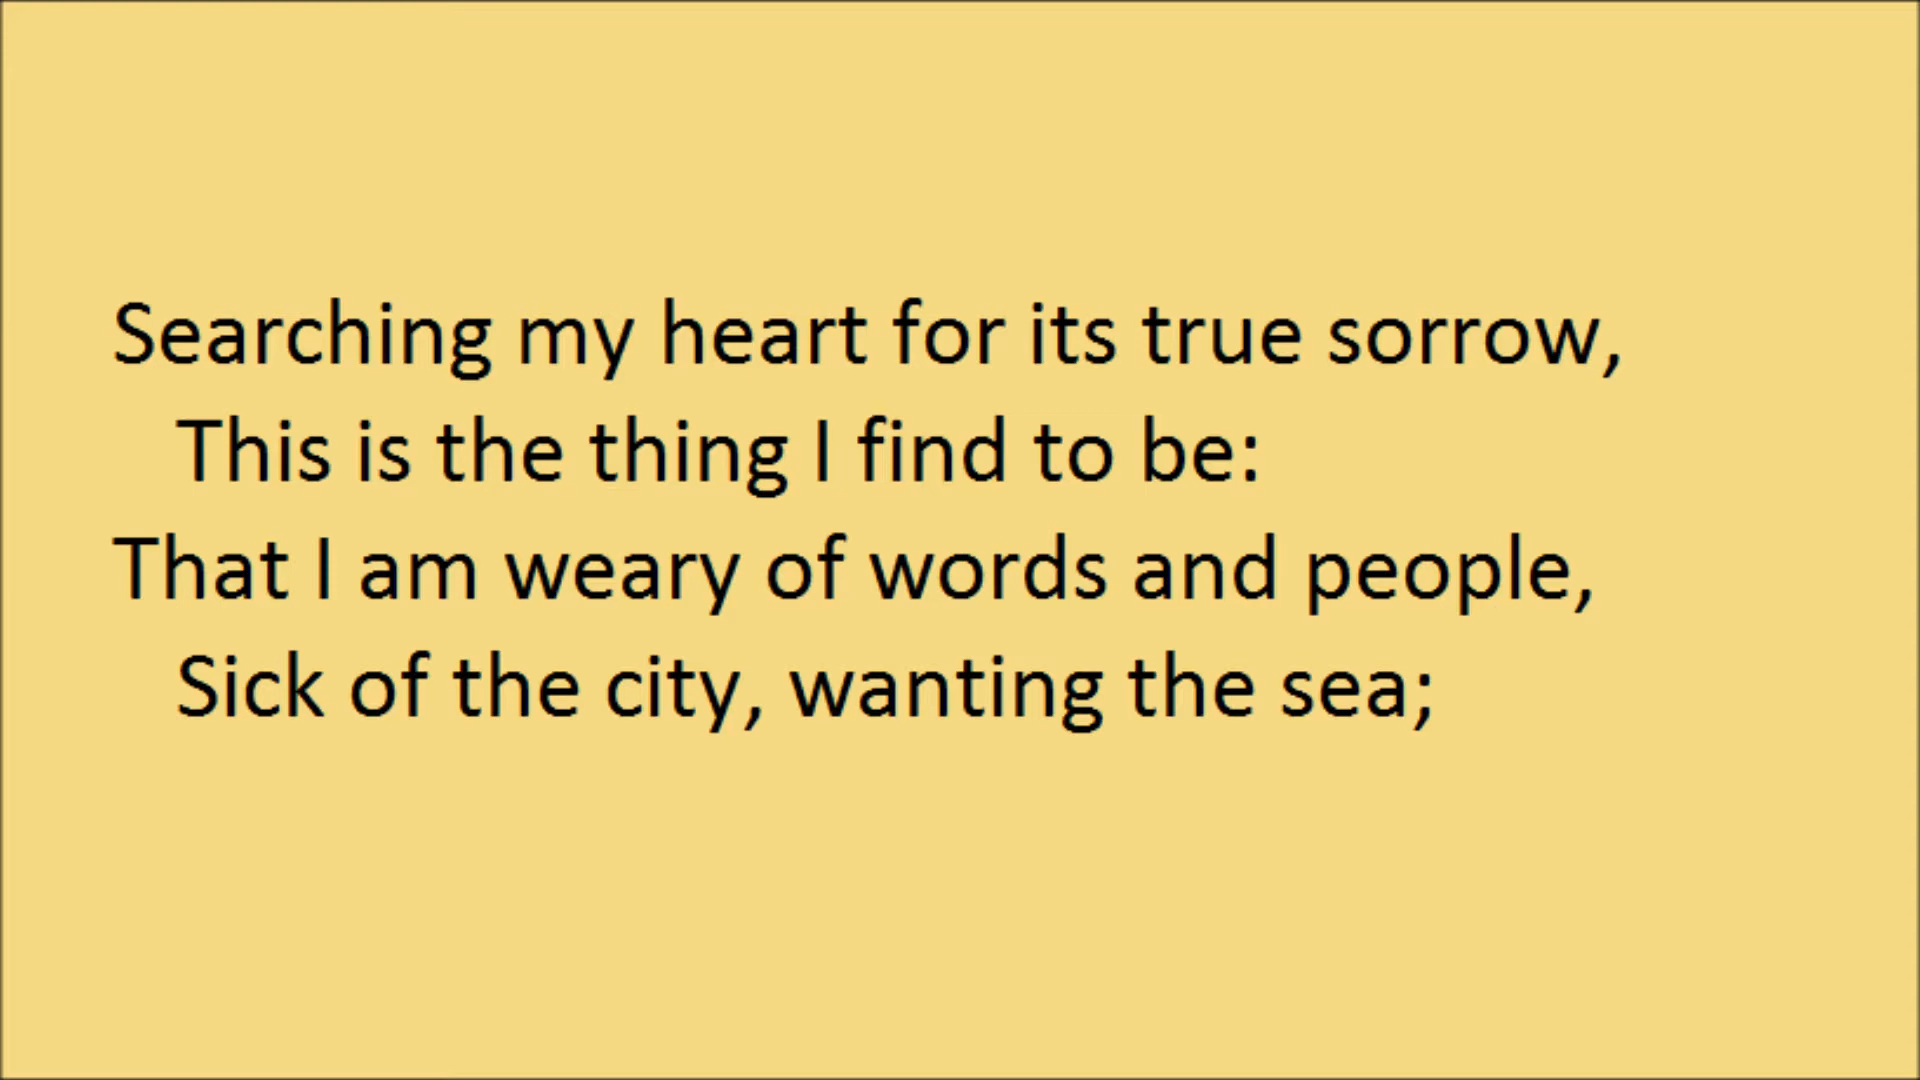 Searching my heart for its true sorrow,
This is the thing I find to be:
That I am weary of words and people,
Sick of the city, wanting the sea;